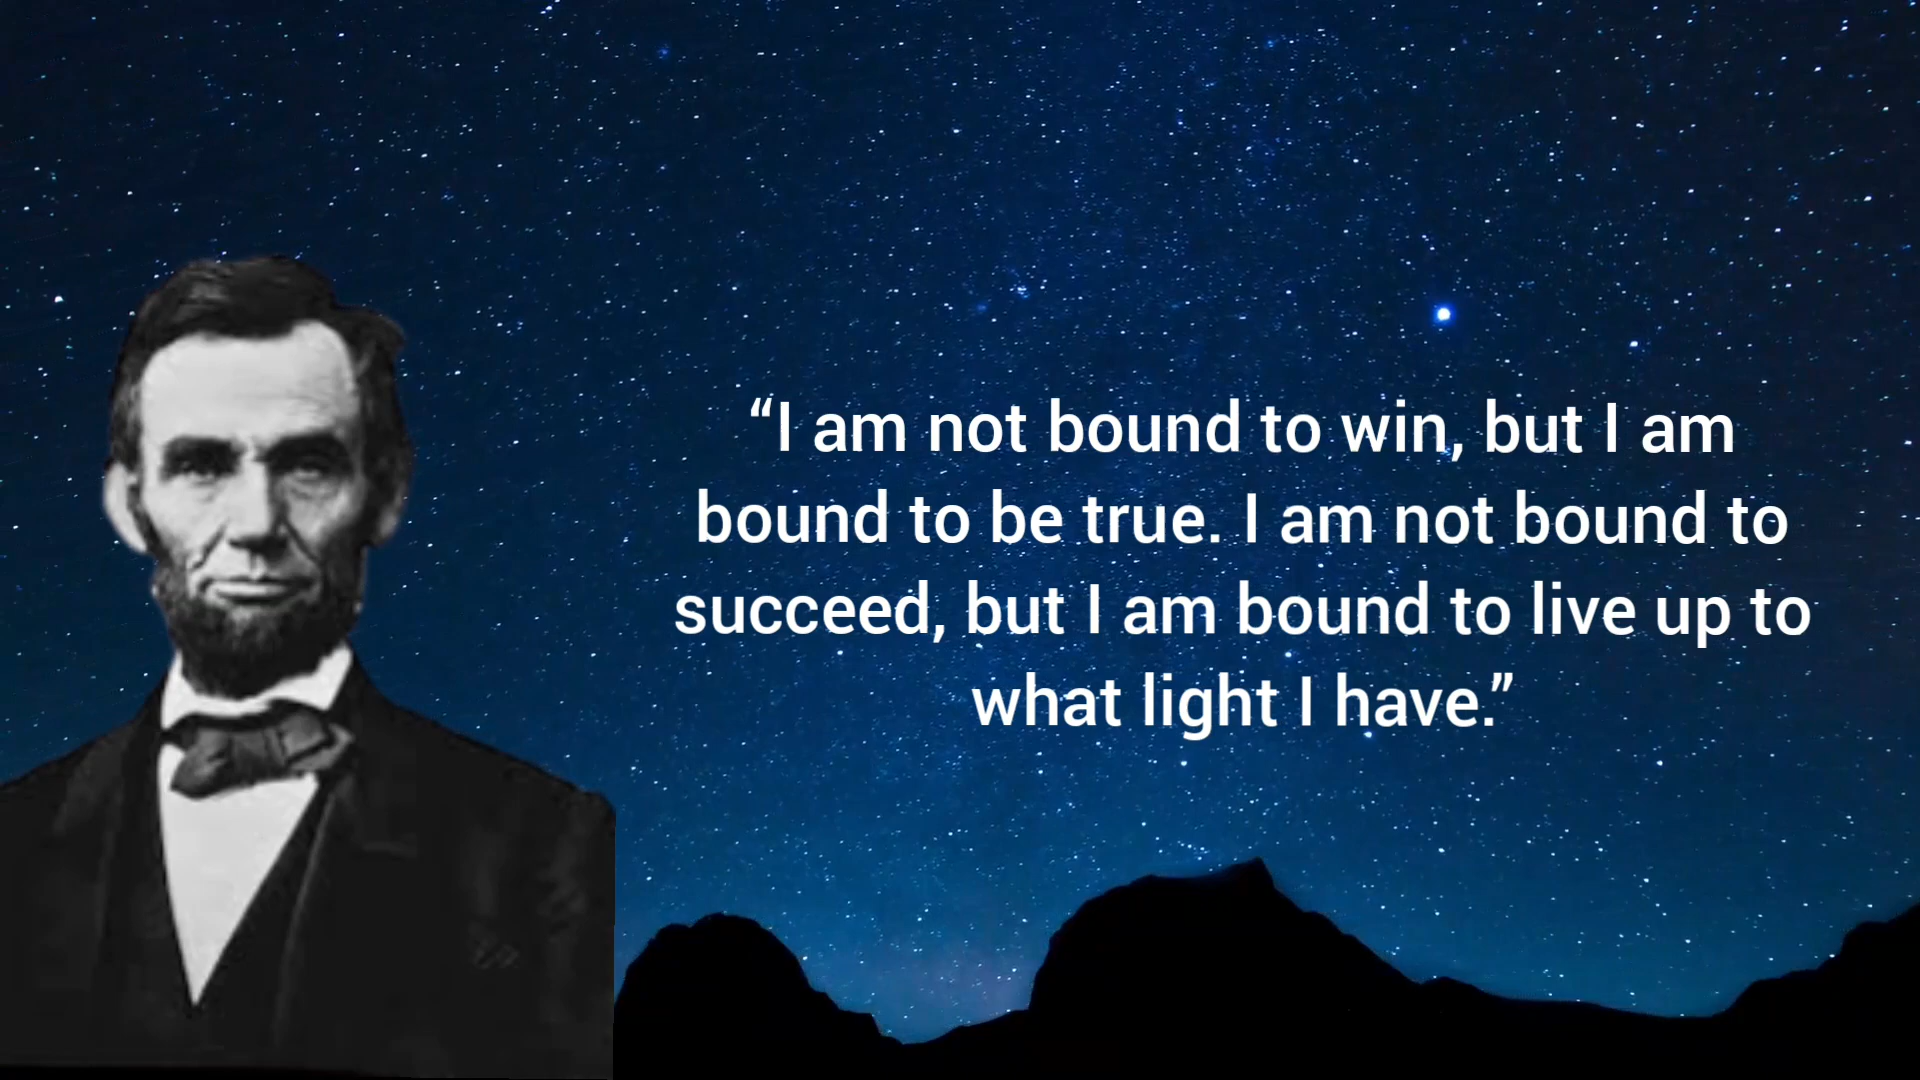 “I am not bound to win, but I am
bound to be true. I am not bound to
succeed, but I am bound to live up to
what light I have.”